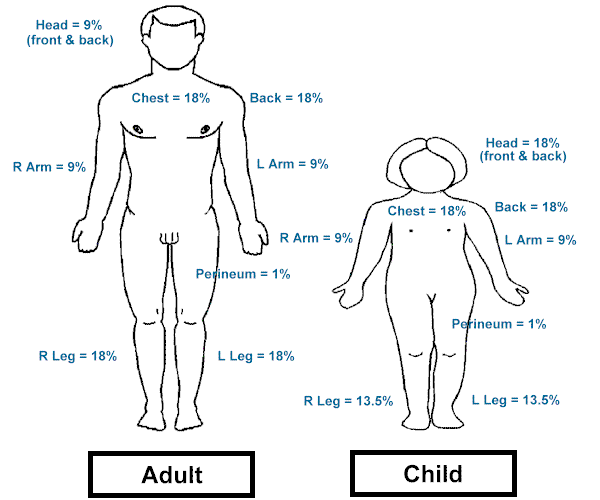 Head = 9%
(front & back)
Chest = 18%
Back = 18%
R Arm = 9%
L Arm = 9%
Perineum = 1%
R Leg = 18%
L Leg = 18%
Adult
Head = 18%
(front & back)
Chest = 18%
Back = 18%
R Arm = 9%
L Arm = 9%
Perineum = 1%
R Leg = 13.5%
L Leg = 13.5%
Child